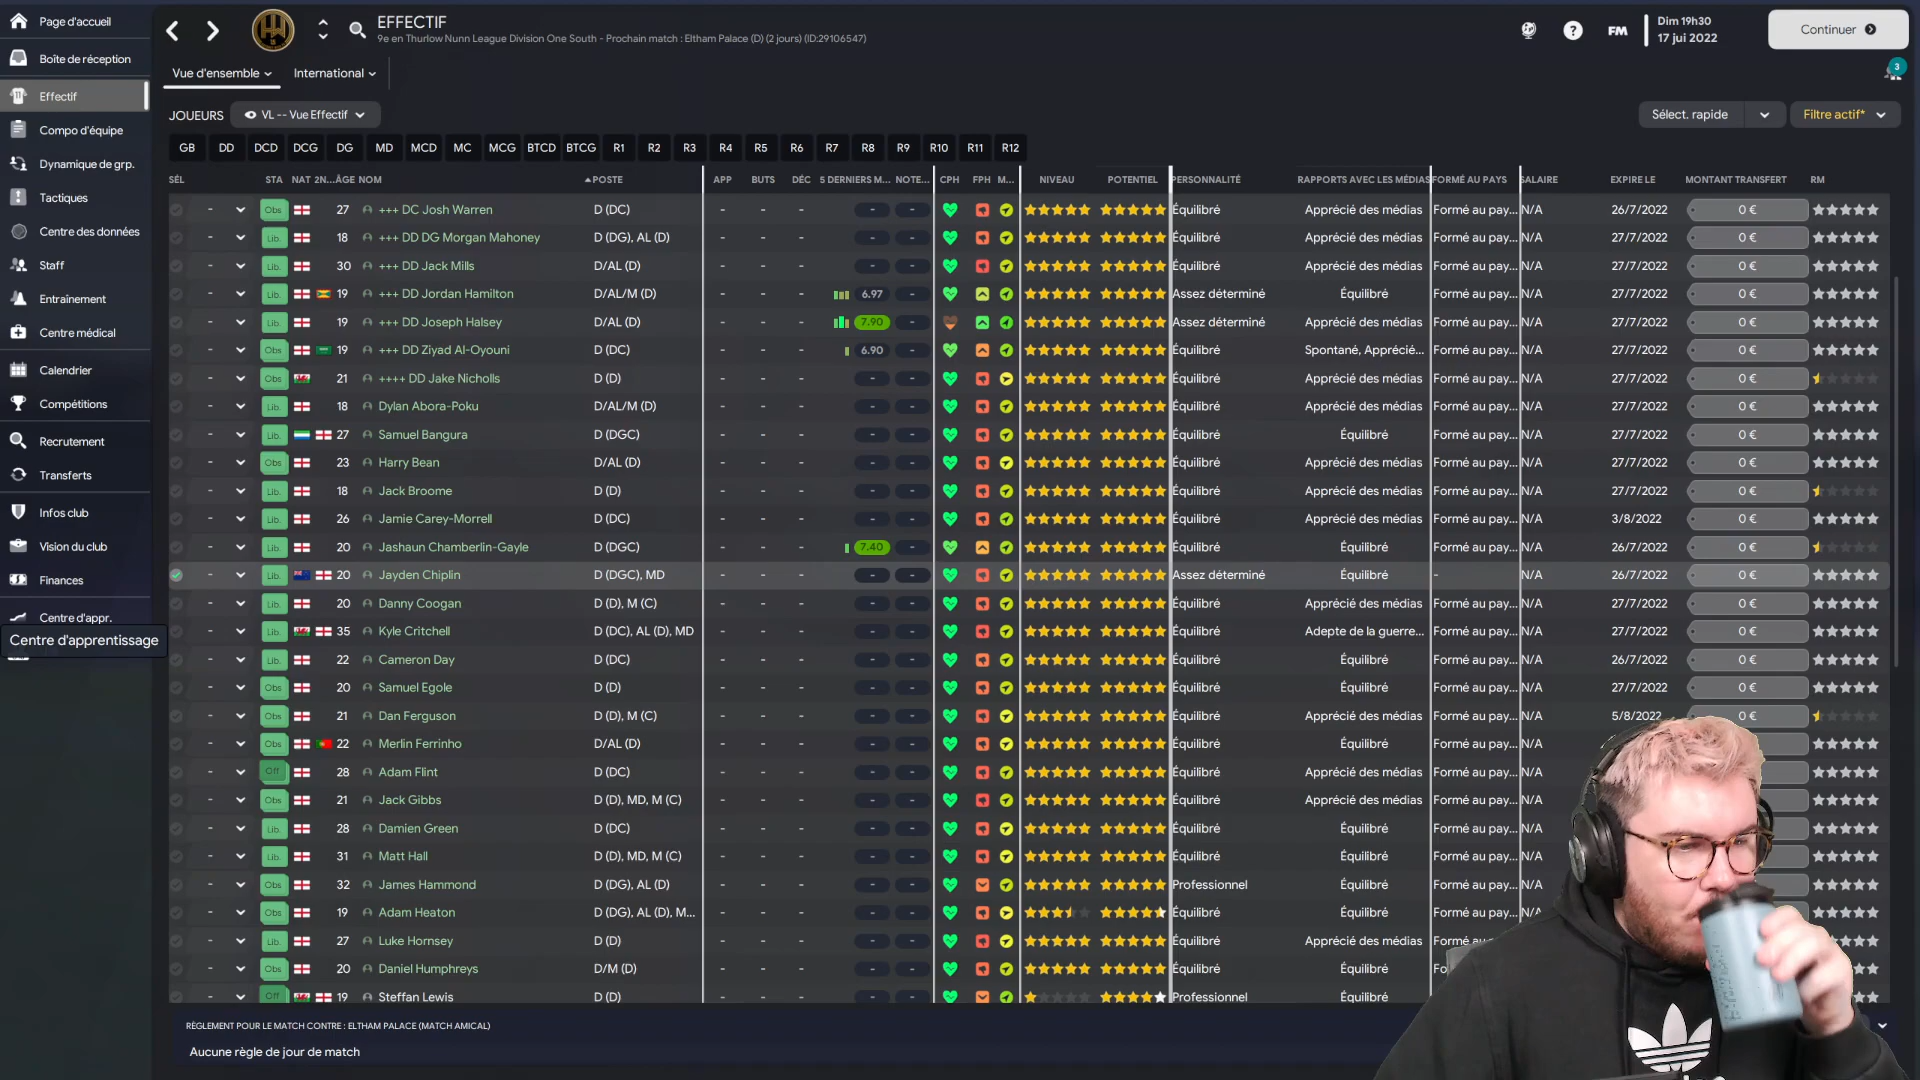 Page d'accueil
Boîte de réception
Effectif
Compo d'équipe
Dynamique de grp.
Tactiques
Centre des données
Staff
Entraînement
Centre médical
Calendrier
Compétitions
Recrutement
Transferts
Infos club
Vision du club
Finances
Centre d'appr.
Centre d'apprentissage
EFFECTIF
9e en Thurlow Nunn League Division One South - Prochain match : Eltham Palace (D) (2 jours) (ID:29106547)
FM
Dim 19h30
17 jui 2022
Continuer
3
Vue d'ensemble International
JOUEURS VL -- Vue Effectif Sélect. rapide Filtre actif*
GB DD DCD DCG DG MD MCD MC MCG BTCD BTCG R1 R2 R3 R4 R5 R6 R7 R8 R9 R10 R11 R12
SÉL STA NAT 2N... ÂGE NOM POSTE APP BUTS DÉC 5 DERNIERS M... NOTE... CPH FPH M... NIVEAU POTENTIEL PERSONNALITÉ RAPPORTS AVEC LES MÉDIAS FORMÉ AU PAYS SALAIRE EXPIRE LE MONTANT TRANSFERT RM
- Obs 27 +++ DC Josh Warren D (DC) - - - - - Équilibré Apprécié des médias Formé au pay... N/A 26/7/2022 0 €
- Lib. 18 +++ DD DG Morgan Mahoney D (DG), AL (D) - - - - - Équilibré Apprécié des médias Formé au pay... N/A 27/7/2022 0 €
- Lib. 30 +++ DD Jack Mills D/AL (D) - - - - - Équilibré Apprécié des médias Formé au pay... N/A 27/7/2022 0 €
- Lib. 19 +++ DD Jordan Hamilton D/AL/M (D) - - - 6.97 - Assez déterminé Équilibré Formé au pay... N/A 27/7/2022 0 €
- Lib. 19 +++ DD Joseph Halsey D/AL (D) - - - 7.90 - Assez déterminé Apprécié des médias Formé au pay... N/A 27/7/2022 0 €
- Obs 19 +++ DD Ziyad Al-Oyouni D (DC) - - - 6.90 - Équilibré Spontané, Apprécié... Formé au pay... N/A 27/7/2022 0 €
- Obs 21 ++++ DD Jake Nicholls D (D) - - - - - Équilibré Apprécié des médias Formé au pay... N/A 27/7/2022 0 €
- Lib. 18 Dylan Abora-Poku D/AL/M (D) - - - - - Équilibré Apprécié des médias Formé au pay... N/A 27/7/2022 0 €
- Lib. 27 Samuel Bangura D (DGC) - - - - - Équilibré Équilibré Formé au pay... N/A 27/7/2022 0 €
- Obs 23 Harry Bean D/AL (D) - - - - - Équilibré Apprécié des médias Formé au pay... N/A 27/7/2022 0 €
- Lib. 18 Jack Broome D (D) - - - - - Équilibré Apprécié des médias Formé au pay... N/A 27/7/2022 0 €
- Lib. 26 Jamie Carey-Morrell D (DC) - - - - - Équilibré Apprécié des médias Formé au pay... N/A 3/8/2022 0 €
- Lib. 20 Jashaun Chamberlin-Gayle D (DGC) - - - 7.40 - Équilibré Équilibré Formé au pay... N/A 26/7/2022 0 €
- Lib. 20 Jayden Chiplin D (DGC), MD - - - - - Assez déterminé Équilibré - N/A 26/7/2022 0 €
- Lib. 20 Danny Coogan D (D), M (C) - - - - - Équilibré Apprécié des médias Formé au pay... N/A 27/7/2022 0 €
- Lib. 35 Kyle Critchell D (DC), AL (D), MD - - - - - Équilibré Adepte de la guerre... Formé au pay... N/A 27/7/2022 0 €
- Lib. 22 Cameron Day D (DC) - - - - - Équilibré Équilibré Formé au pay... N/A 26/7/2022 0 €
- Obs 20 Samuel Egole D (D) - - - - - Équilibré Équilibré Formé au pay... N/A 27/7/2022 0 €
- Obs 21 Dan Ferguson D (D), M (C) - - - - - Équilibré Apprécié des médias Formé au pay... N/A 5/8/2022 0 €
- Obs 22 Merlin Ferrinho D/AL (D) - - - - - Équilibré Équilibré Formé au pay... N/A
- Off 28 Adam Flint D (DC) - - - - - Équilibré Apprécié des médias Formé au pay... N/A
- Obs 21 Jack Gibbs D (D), MD, M (C) - - - - - Équilibré Apprécié des médias Formé au pay... N/A
- Lib. 28 Damien Green D (DC) - - - - - Équilibré Équilibré Formé au pay... N/A
- Lib. 31 Matt Hall D (D), MD, M (C) - - - - - Équilibré Équilibré Formé au pay... N/A
- Obs 32 James Hammond D (DG), AL (D) - - - - - Professionnel Équilibré Formé au pay... N/A
- Obs 19 Adam Heaton D (DG), AL (D), M... - - - - - Équilibré Équilibré Formé au pay...
- Lib. 27 Luke Hornsey D (D) - - - - - Équilibré Apprécié des médias
- Obs 20 Daniel Humphreys D/M (D) - - - - - Équilibré Équilibré
- Off 19 Steffan Lewis D (D) - - - - - Professionnel Équilibré
RÈGLEMENT POUR LE MATCH CONTRE : ELTHAM PALACE (MATCH AMICAL)
Aucune règle de jour de match